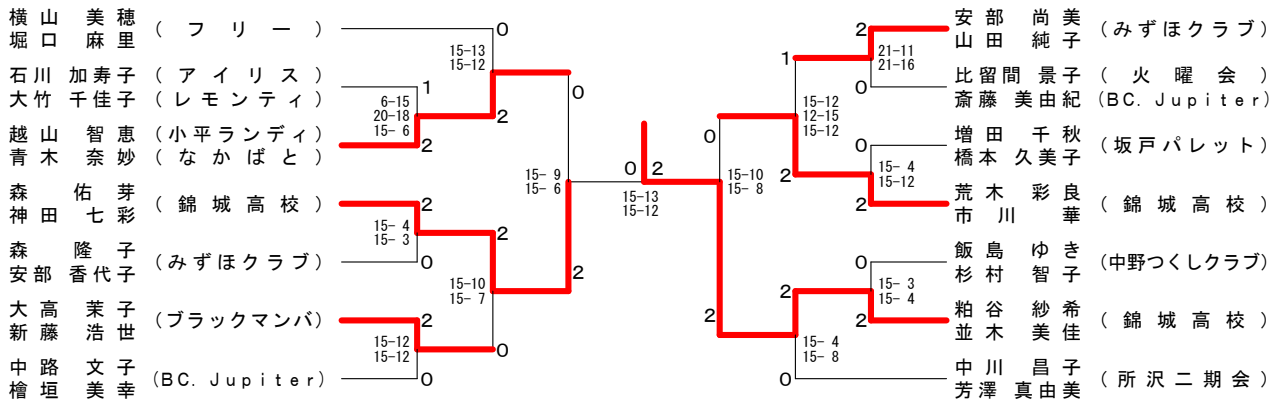 横山 美穂
堀口 麻里
(フリー)
石川 加寿子 (アイリス)
大竹 千佳子 (レモンティ)
越山 智恵 (小平ランディ)
青木 奈妙 (なかばと)
森 佑芽
神田 七彩
(錦城高校)
森 隆子
安部 香代子
(みずほクラブ)
大高 茉子
新藤 浩世
(ブラックマンバ)
中路 文子
檜垣 美幸
(BC. Jupiter)
0
15-13
15-12
2
1
6-15
20-18
15- 6
2
2
15- 4
15- 3
0
2
15-10
15- 7
0
2
15-12
15-12
0
0
15- 9
15- 6
2
0
2
15-13
15-12
0
15-10
15- 8
2
1
15-12
12-15
15-12
2
2
15- 4
15- 8
0
2
21-11
21-16
0
0
15- 4
15-12
2
0
15- 3
15- 4
2
安部 尚美
山田 純子
(みずほクラブ)
比留間 景子 (火曜会)
斎藤 美由紀 (BC. Jupiter)
増田 千秋
橋本 久美子
(坂戸パレット)
荒木 彩良
市川 華
(錦城高校)
飯島 ゆき
杉村 智子
(中野つくしクラブ)
粕谷 紗希
並木 美佳
(錦城高校)
中川 昌子
芳澤 真由美
(所沢二期会)